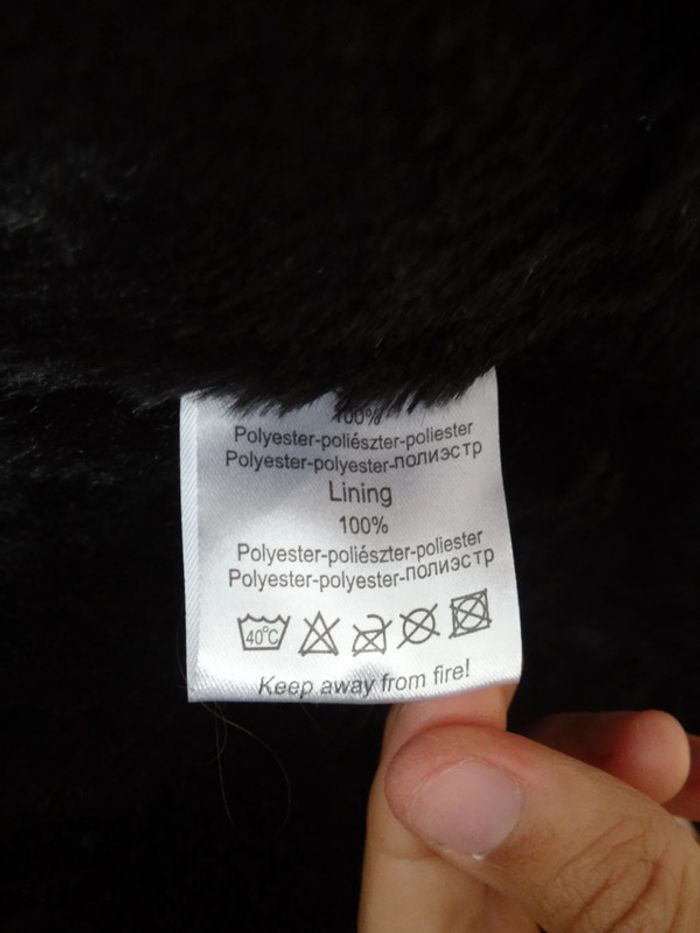 100%
Polyester-poliészter-poliester
Polyester-polyester-полиэстр
Lining
100%
Polyester-poliészter-poliester
Polyester-polyester-полиэстр
40°C
Keep away from fire!